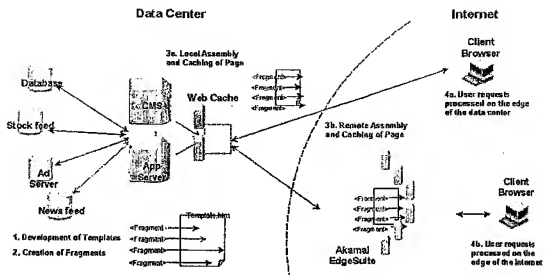 Data Center
Internet
3a. Local Assembly
and Caching of Page
<Fragment>
<Fragment>
<Fragment>
<Fragment>
Client
Browser
4a. User requests
processed on the edge
of the data center
Database
CMS
Web Cache
Stock feed
3b. Remote Assembly
and Caching of Page
Ad
Server
App
Server
News feed
<Fragment>
<Fragment>
<Fragment>
<Fragment>
Akamai
EdgeSuite
Client
Browser
4b. User requests
processed on the
edge of the Internet
Template.htm
<Fragment>
<Fragment>
<Fragment>
<Fragment>
1. Development of Templates
2. Creation of Fragments